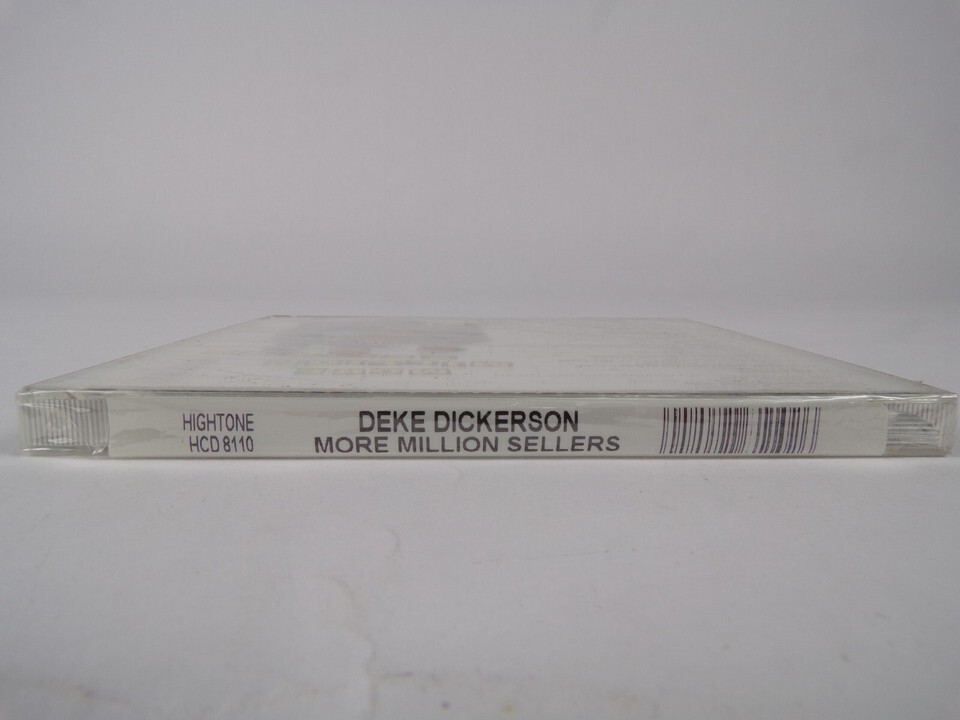 HIGHTONE
HCD 8110
DEKE DICKERSON
MORE MILLION SELLERS